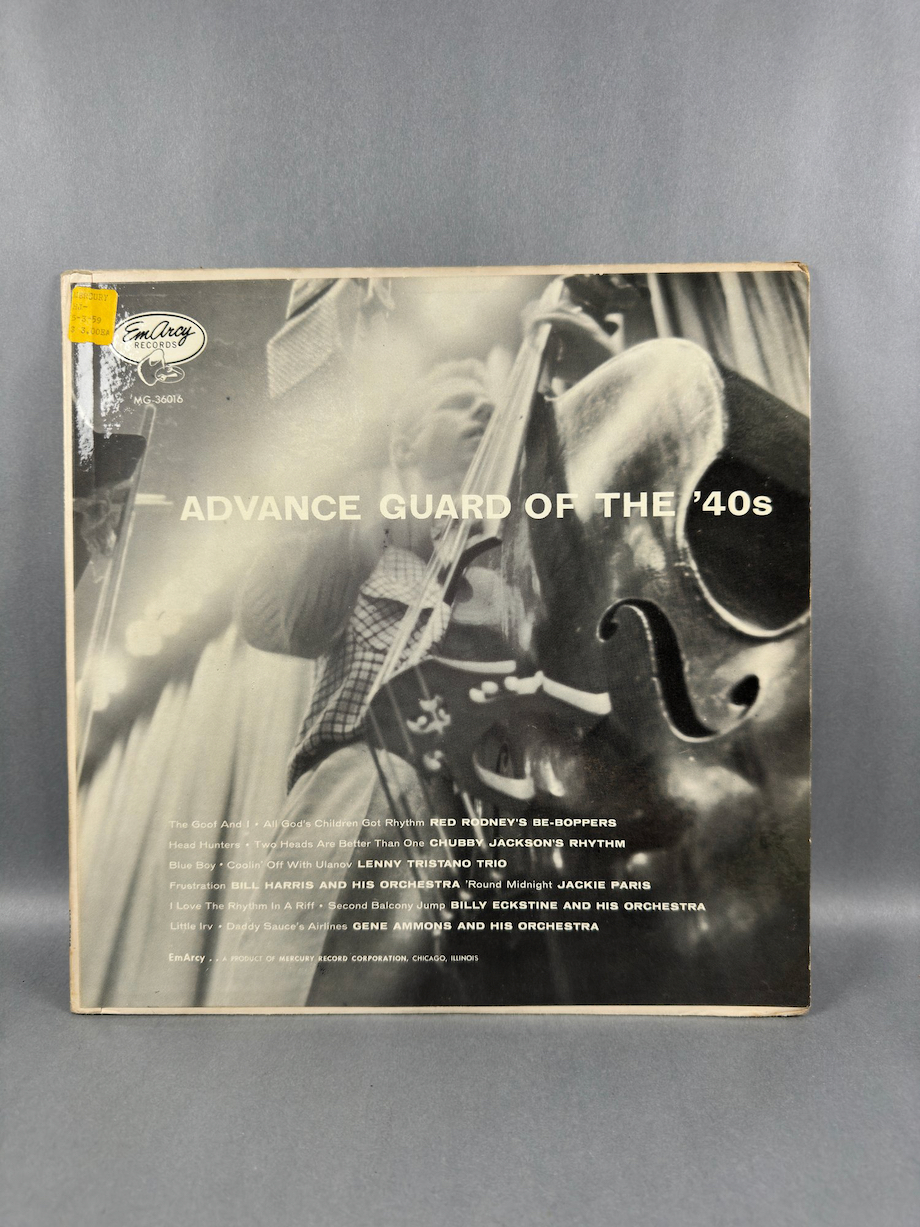 5-3-59
EmArcy
RECORDS
MG-36016
ADVANCE GUARD OF THE '40s
The Goof And I • All God's Children Got Rhythm RED RODNEY'S BE-BOPPERS
Head Hunters • Two Heads Are Better Than One CHUBBY JACKSON'S RHYTHM
Blue Boy • Coolin' Off With Ulanov LENNY TRISTANO TRIO
Frustration BILL HARRIS AND HIS ORCHESTRA 'Round Midnight JACKIE PARIS
I Love The Rhythm In A Riff • Second Balcony Jump BILLY ECKSTINE AND HIS ORCHESTRA
Little Irv • Daddy Sauce's Airlines GENE AMMONS AND HIS ORCHESTRA
EmArcy . . A PRODUCT OF MERCURY RECORD CORPORATION, CHICAGO, ILLINOIS